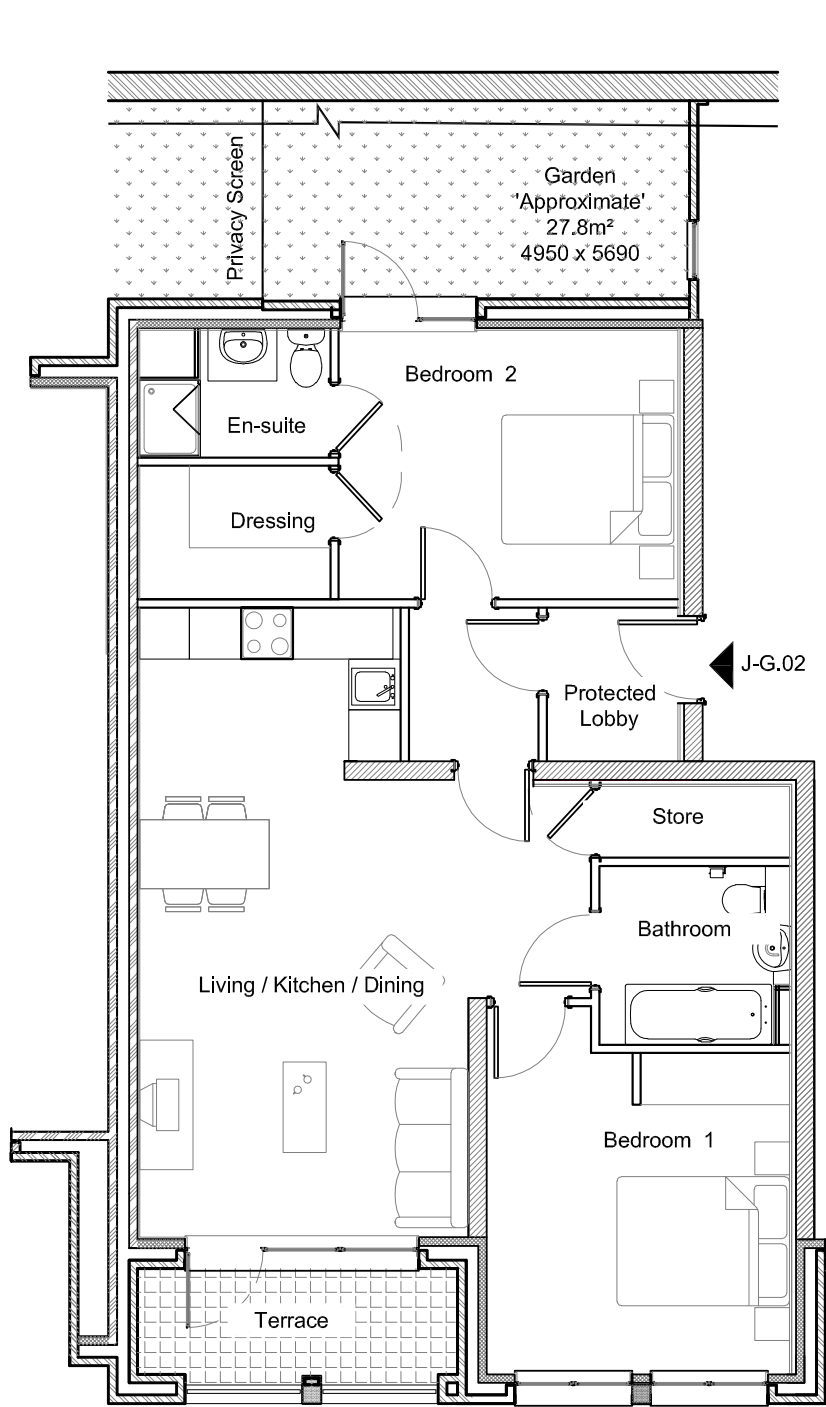 Privacy Screen
Garden
'Approximate'
27.8m²
4950 x 5690
Bedroom 2
En-suite
Dressing
J-G.02
Protected
Lobby
Store
Bathroom
Living / Kitchen / Dining
Bedroom 1
Terrace